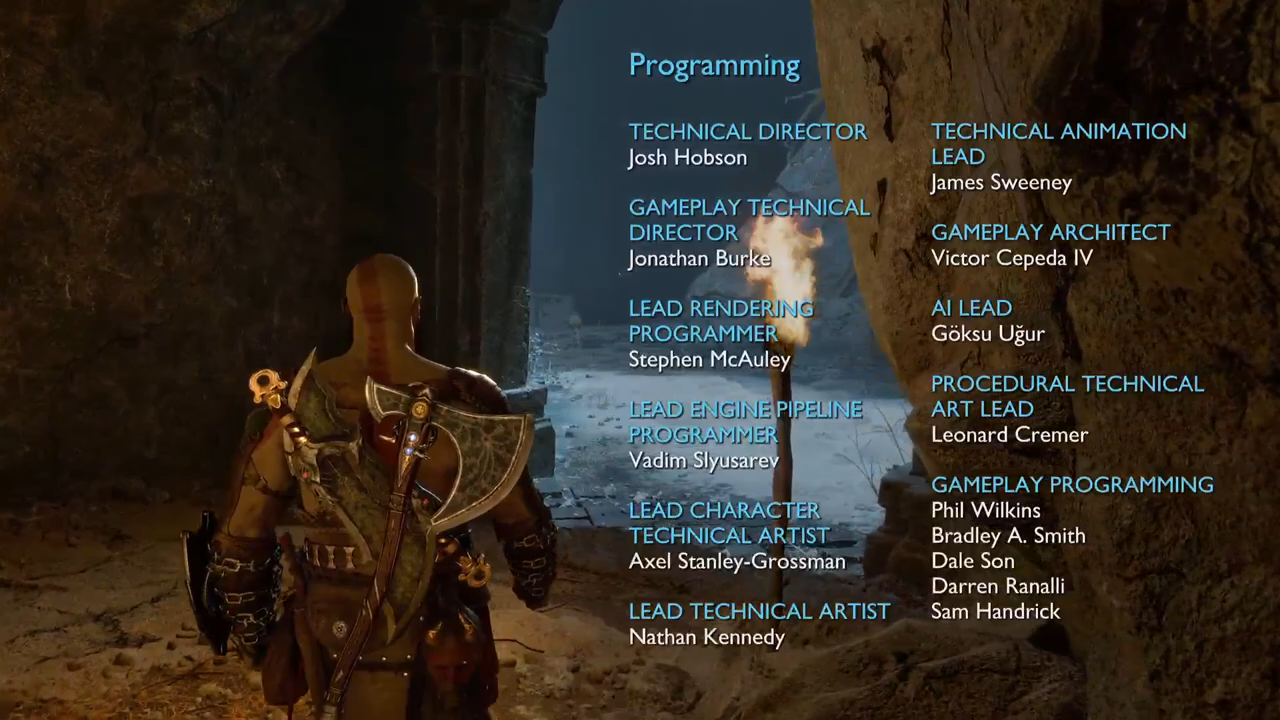 Programming
TECHNICAL DIRECTOR
Josh Hobson
GAMEPLAY TECHNICAL
DIRECTOR
Jonathan Burke
LEAD RENDERING
PROGRAMMER
Stephen McAuley
LEAD ENGINE PIPELINE
PROGRAMMER
Vadim Slyusarev
LEAD CHARACTER
TECHNICAL ARTIST
Axel Stanley-Grossman
LEAD TECHNICAL ARTIST
Nathan Kennedy
TECHNICAL ANIMATION
LEAD
James Sweeney
GAMEPLAY ARCHITECT
Victor Cepeda IV
AI LEAD
Göksu Uğur
PROCEDURAL TECHNICAL
ART LEAD
Leonard Cremer
GAMEPLAY PROGRAMMING
Phil Wilkins
Bradley A. Smith
Dale Son
Darren Ranalli
Sam Handrick